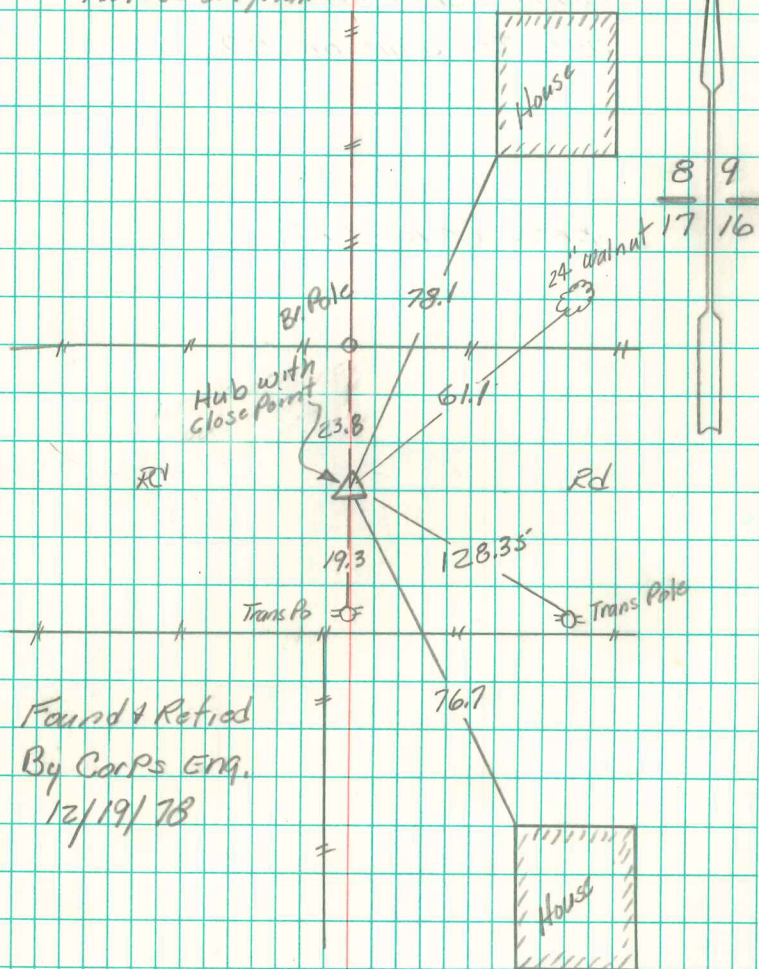 House
8 9
17 16
24" walnut
Br. Pole
78.1
Hub with
Close Point
61.1
23.8
Rd
Rd
19.3
128.35
Trans Po
Trans Pole
76.7
Found & Retied
By Corps Eng.
12/19/78
House